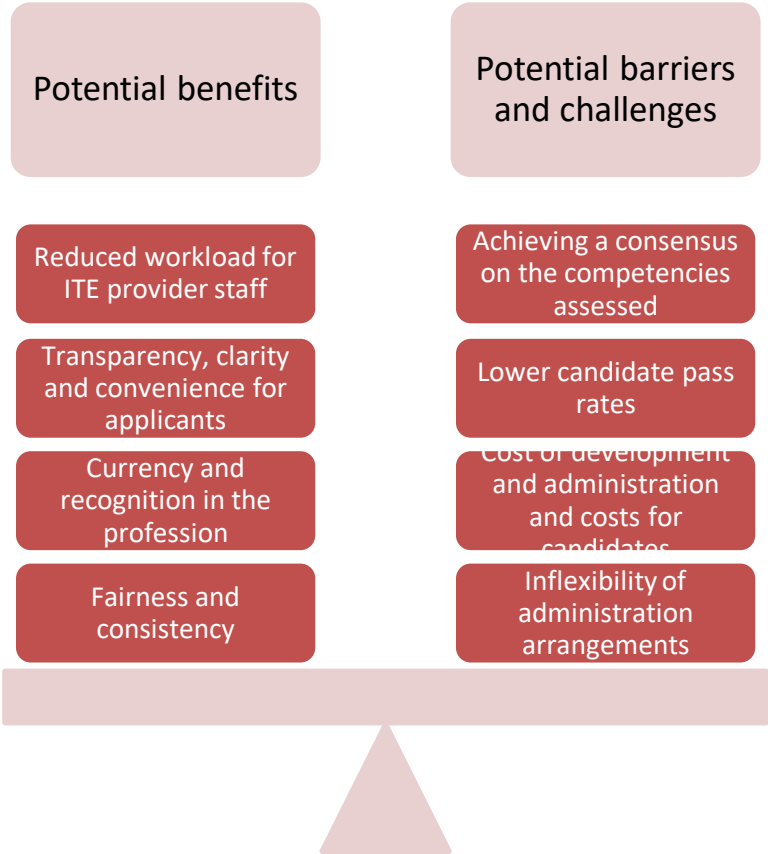 Potential benefits
Reduced workload for
ITE provider staff
Transparency, clarity
and convenience for
applicants
Currency and
recognition in the
profession
Fairness and
consistency
Potential barriers
and challenges
Achieving a consensus
on the competencies
assessed
Lower candidate pass
rates
Cost of development
and administration
and costs for
candidates
Inflexibility of
administration
arrangements